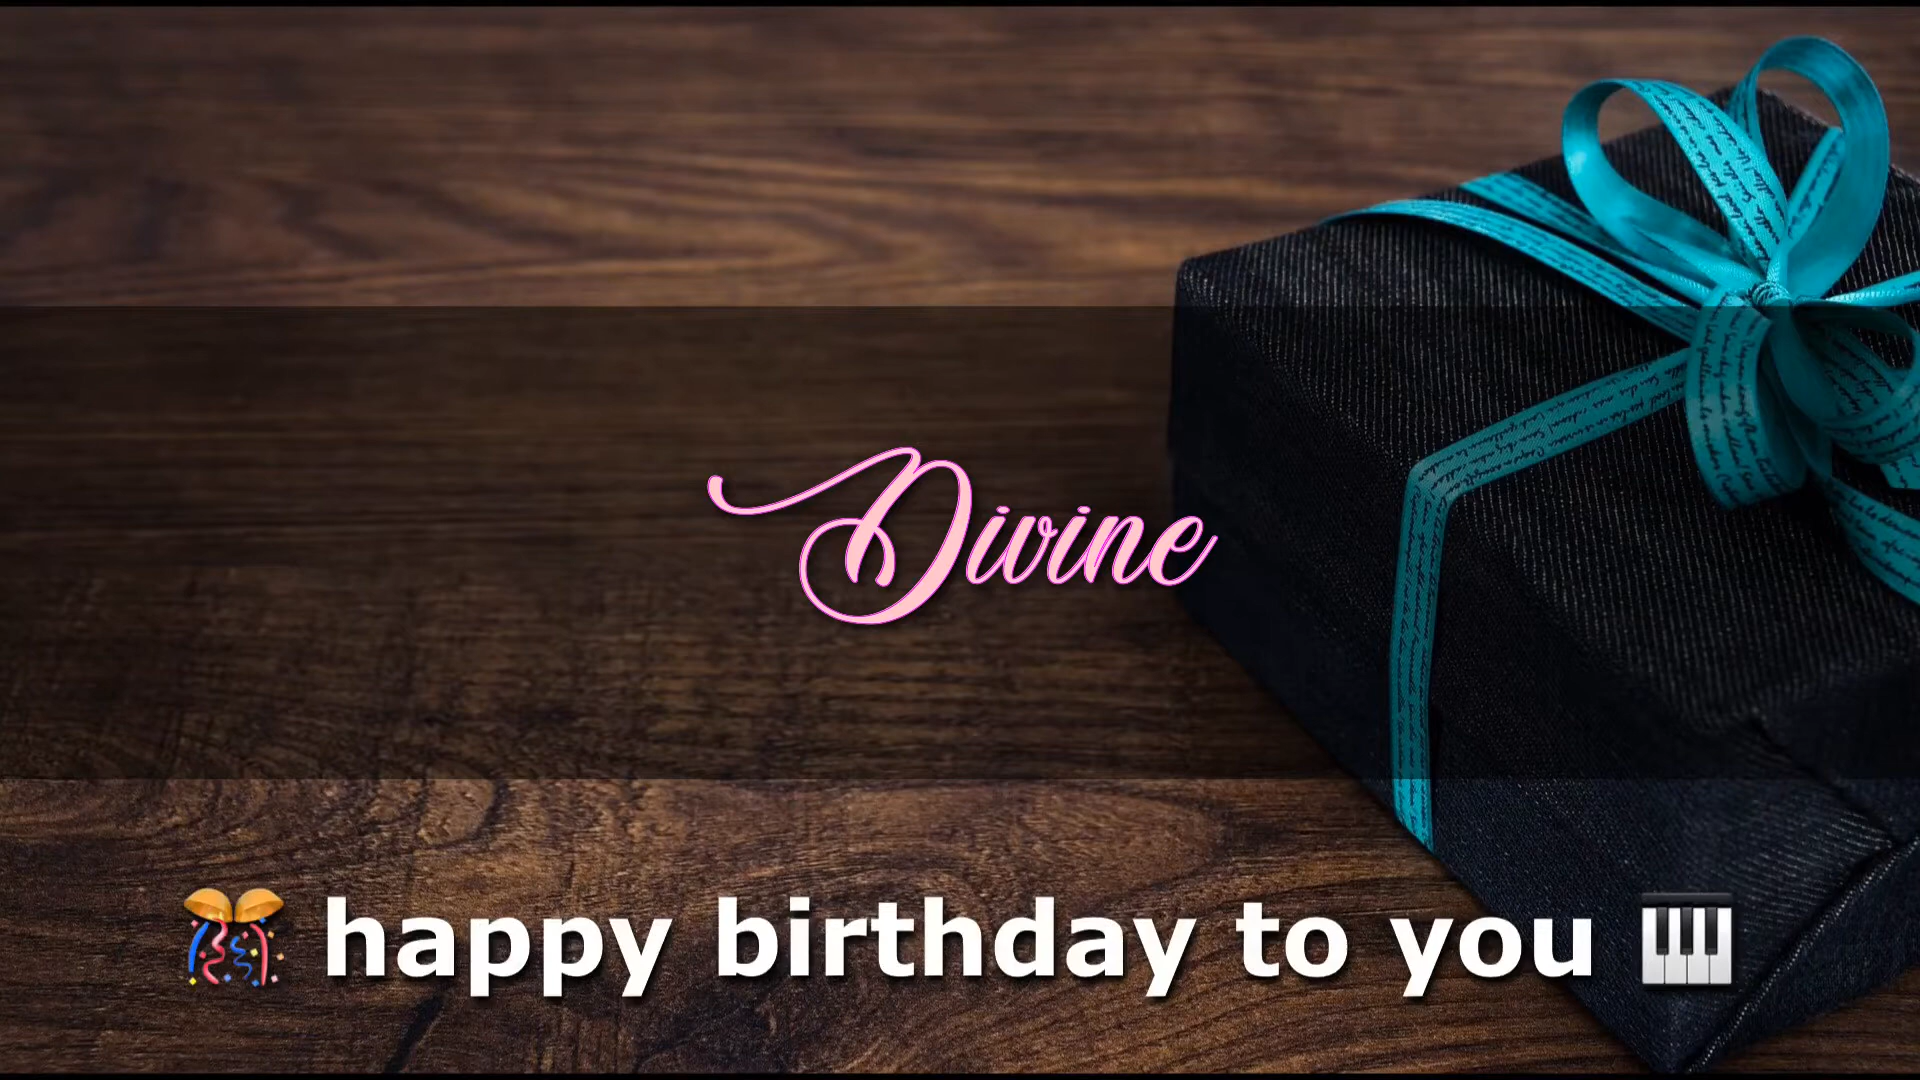 Divine
🎊 happy birthday to you 🎹